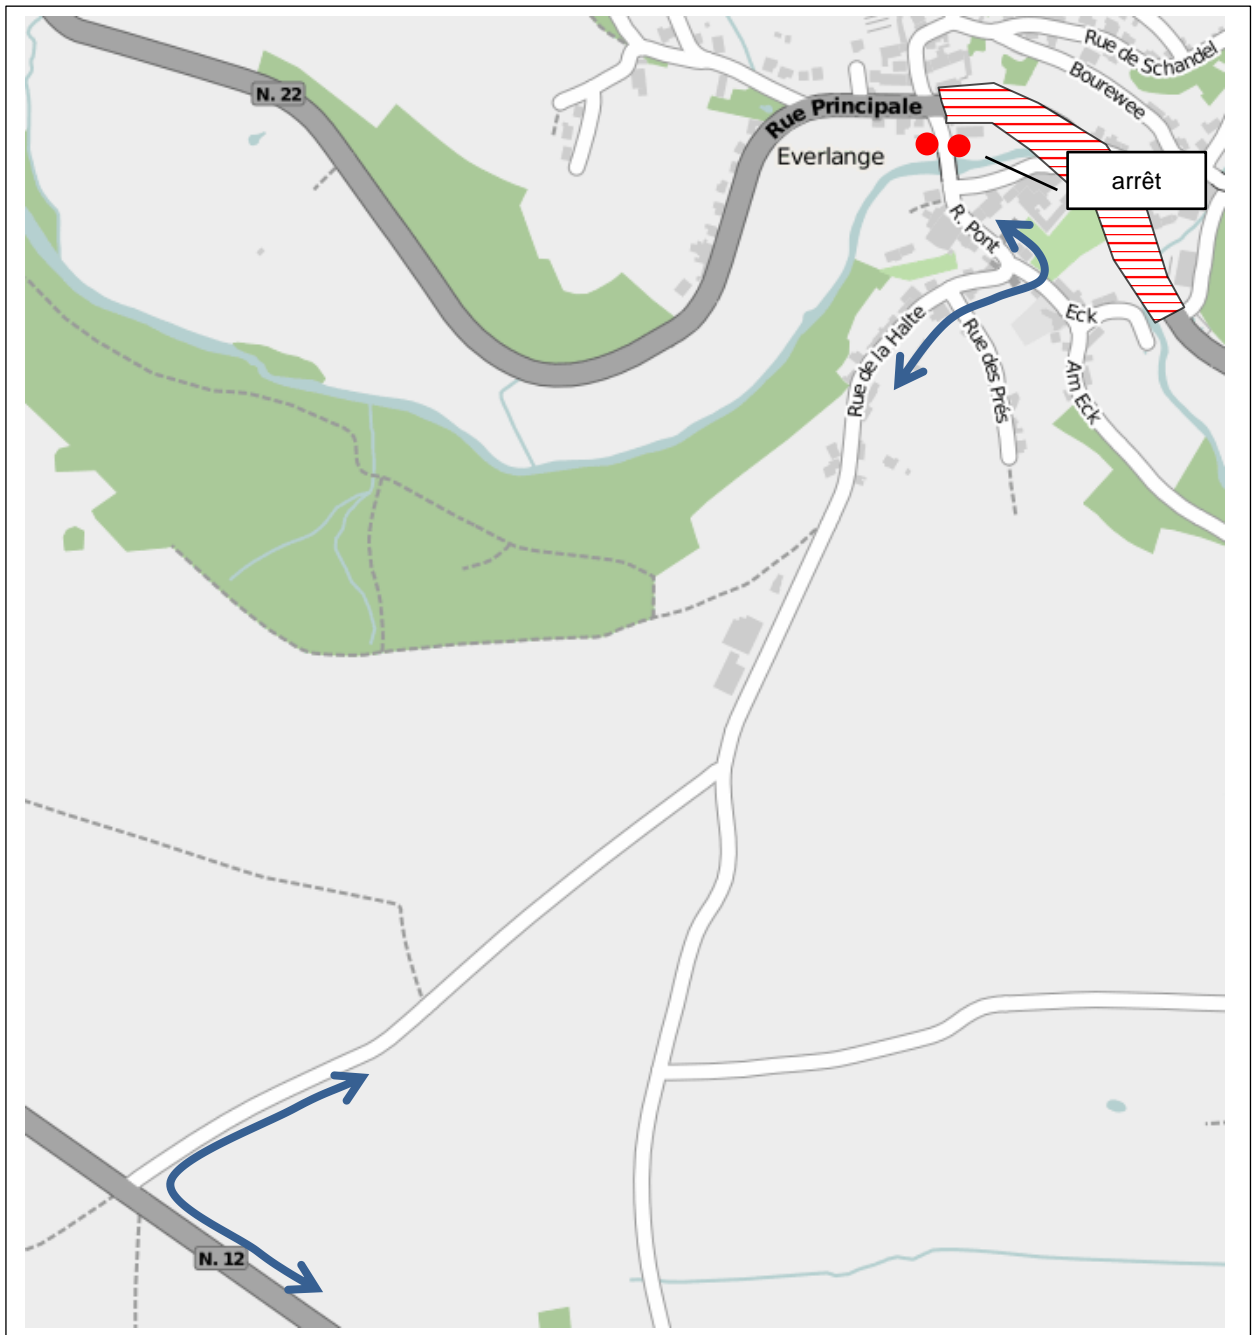 Rue de Schandel
Bourewee
N. 22
Rue Principale
Everlange
arrêt
R. Pont
Eck
Rue de la Halte
Rue des Prés
Am Eck
N. 12